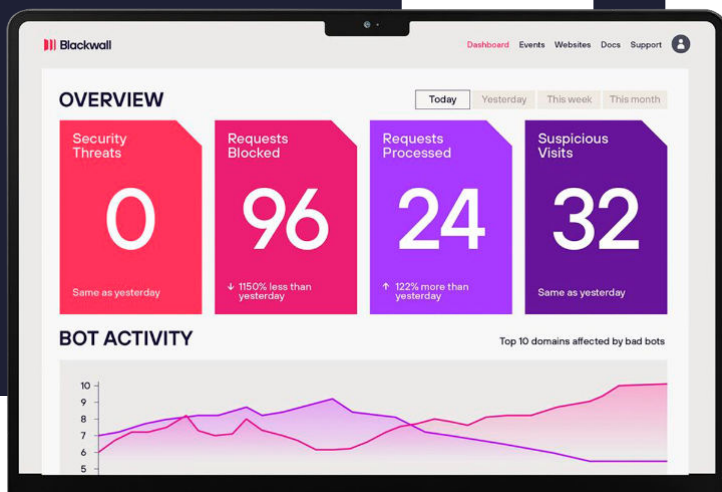 Blackwall
Dashboard Events Websites Docs Support
OVERVIEW
Today Yesterday This week This month
Security
Threats
0
Same as yesterday
Requests
Blocked
96
↓ 1150% less than
yesterday
Requests
Processed
24
↑ 122% more than
yesterday
Suspicious
Visits
32
Same as yesterday
BOT ACTIVITY
Top 10 domains affected by bad bots
10
9
8
7
6
5